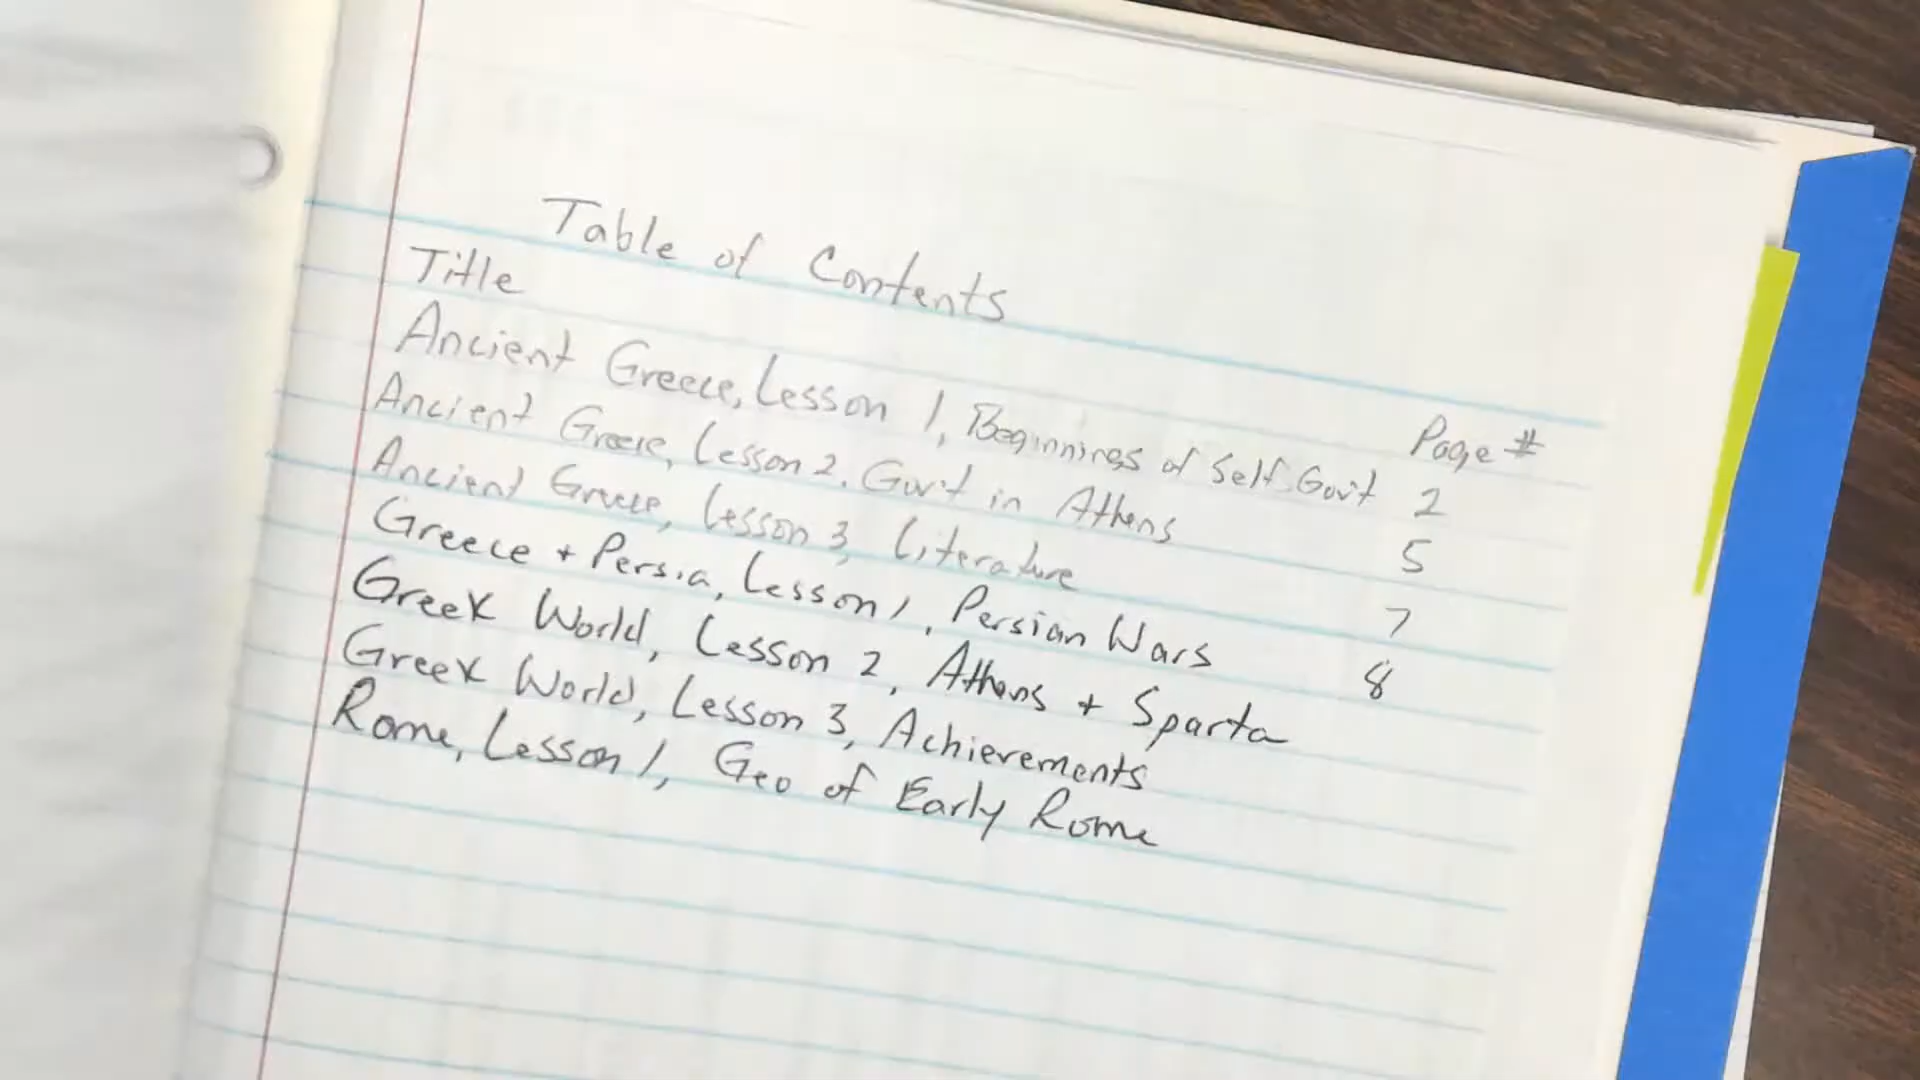 Table of Contents
Title Page #
Ancient Greece, Lesson 1, Beginnings of Self-Gov't 2
Ancient Greece, Lesson 2, Gov't in Athens 5
Ancient Greece, Lesson 3, Literature 7
Greece + Persia, Lesson 1, Persian Wars 8
Greek World, Lesson 2, Athens + Sparta
Greek World, Lesson 3, Achievements
Rome, Lesson 1, Geo of Early Rome